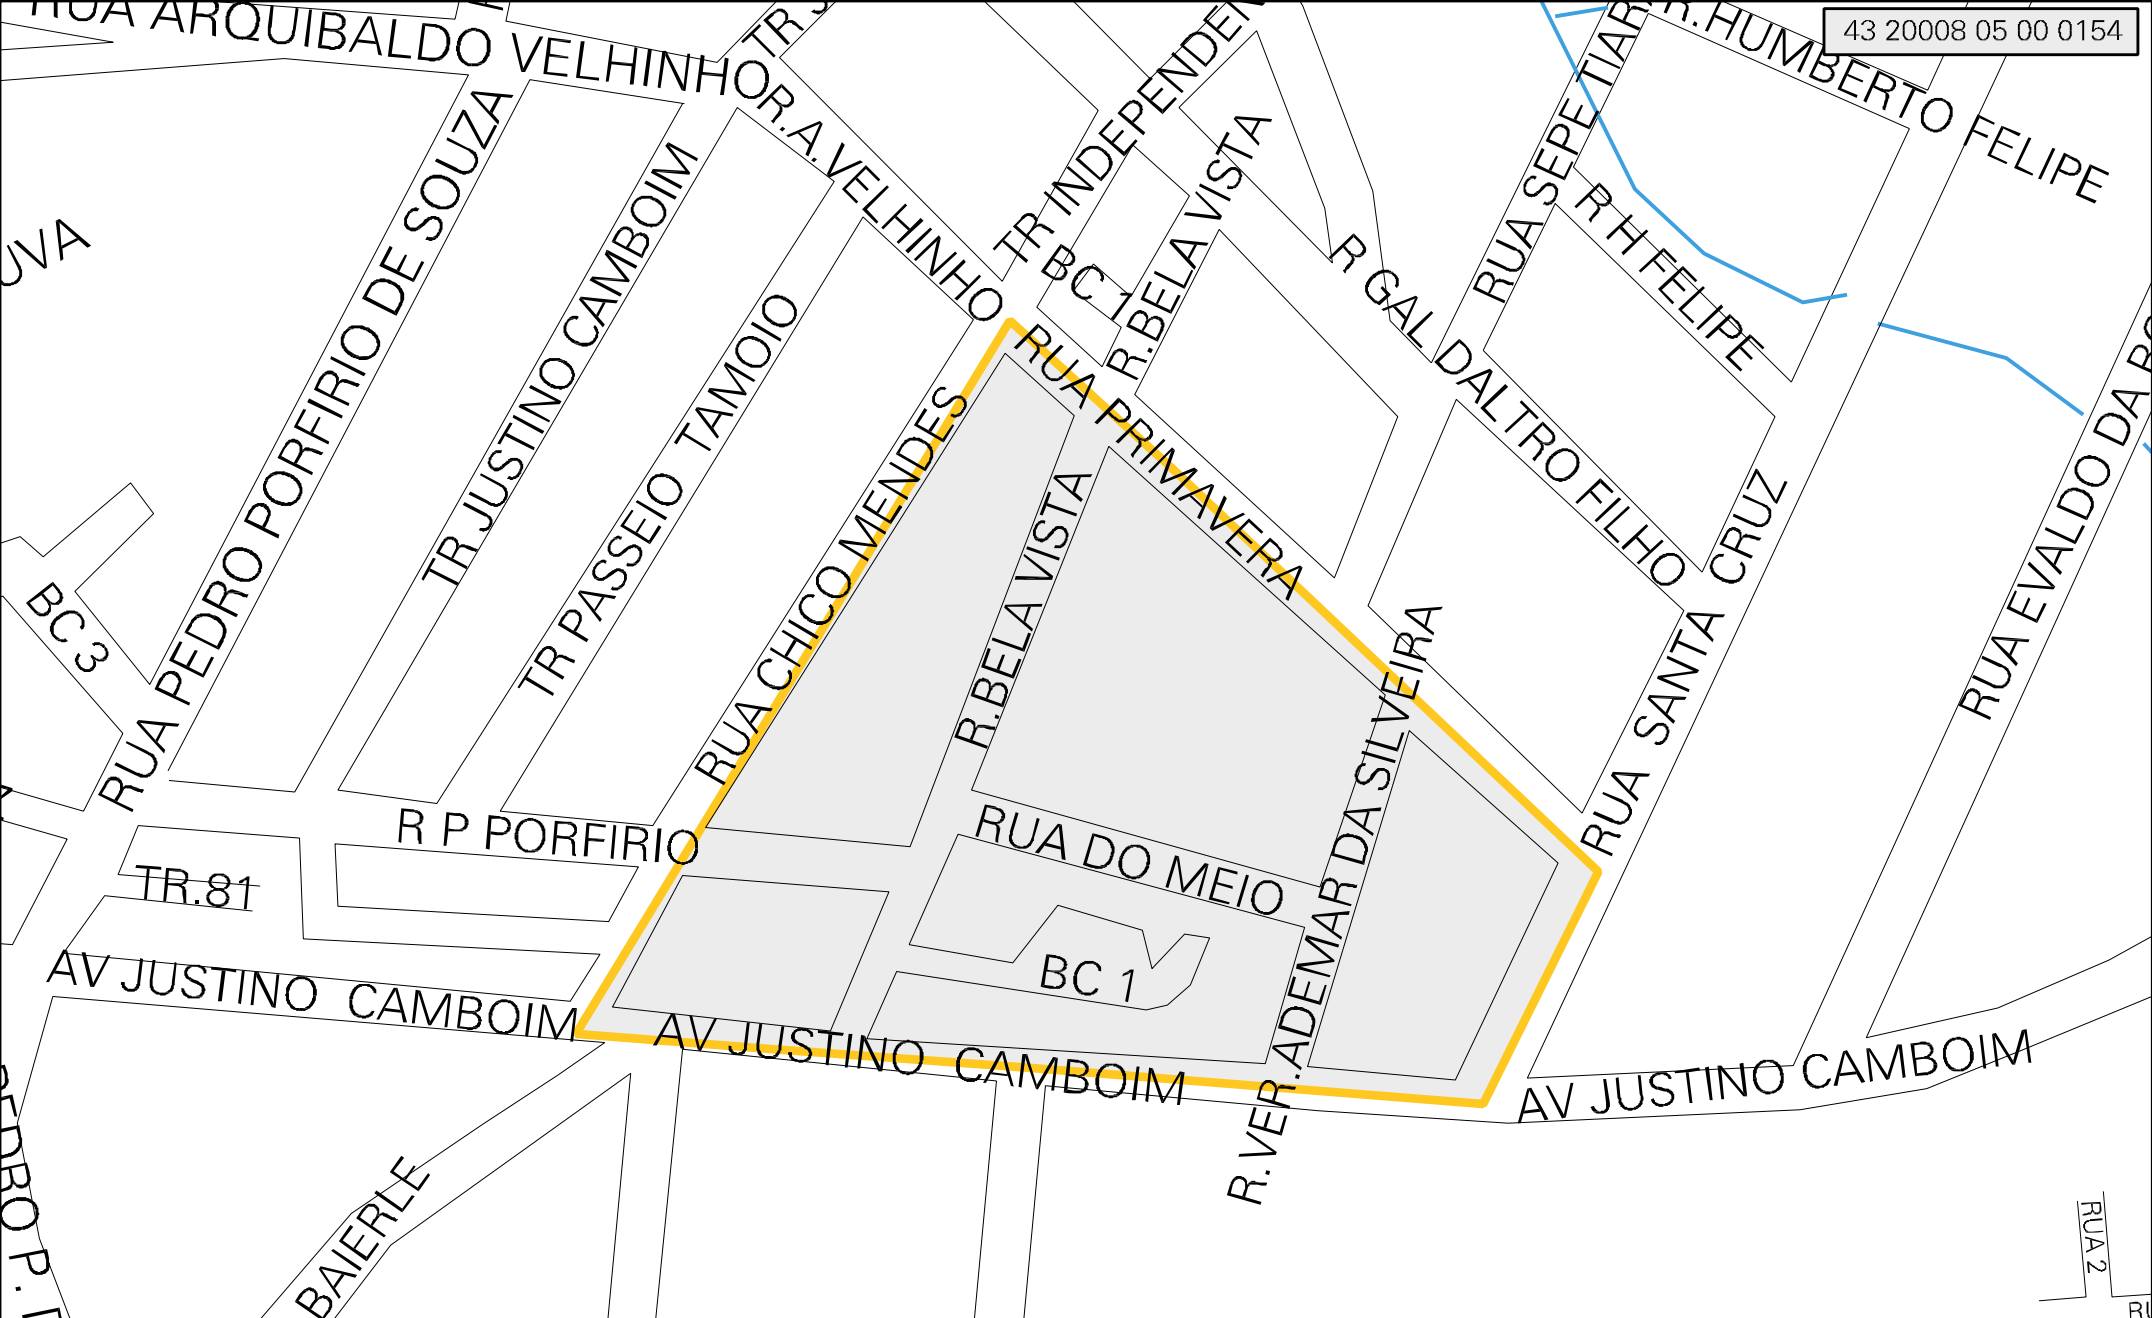 43 20008 05 00 0154
RUA ARQUIBALDO VELHINHO
R.HUMBERTO FELIPE
R.A.VELHINHO
TR INDEPENDEN
R.BELA VISTA
RUA SEPE TIAR
R H FELIPE
BC 1
R GAL DALTRO FILHO
RUA PEDRO PORFIRIO DE SOUZA
TR JUSTINO CAMBOIM
TR PASSEIO TAMOIO
RUA CHICO MENDES
RUA PRIMAVERA
R.BELA VISTA
RUA SANTA CRUZ
RUA EVALDO DA
BC 3
R P PORFIRIO
RUA DO MEIO
R.VER.ADEMAR DA SILVEIRA
TR.81
BC 1
AV JUSTINO CAMBOIM
AV JUSTINO CAMBOIM
AV JUSTINO CAMBOIM
BAIERLE
EDRO P.
RUA 2